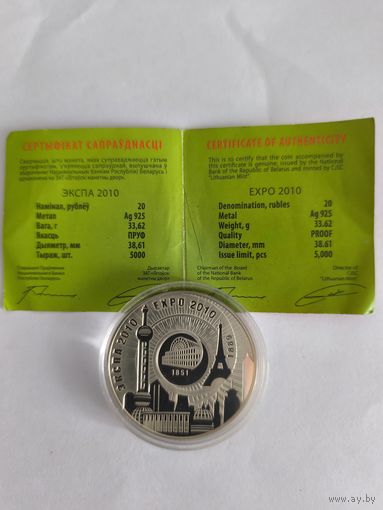 СЕРТЫФІКАТ САПРАЎДНАСЦІ
ЭКСПА 2010
Намінал, рублёў 20
Метал Ag 925
Вага, г 33,62
Якасць ПРУФ
Дыяметр, мм 38,61
Тыраж, шт. 5000
CERTIFICATE OF AUTHENTICITY
This is to certify that the coin accompanied by
this certificate is genuine, issued by the National
Bank of the Republic of Belarus and minted by CJSC
"Lithuanian mint".
EXPO 2010
Denomination, rubles 20
Metal Ag 925
Weight, g 33.62
Quality PROOF
Diameter, mm 38.61
Issue limit, pcs 5,000
Chairman of the Board
of the National Bank
of the Republic of Belarus
Director of
CJSC
"Lithuanian mint"
ЭКСПА 2010 EXPO 2010
1851
1889
www.ay.by